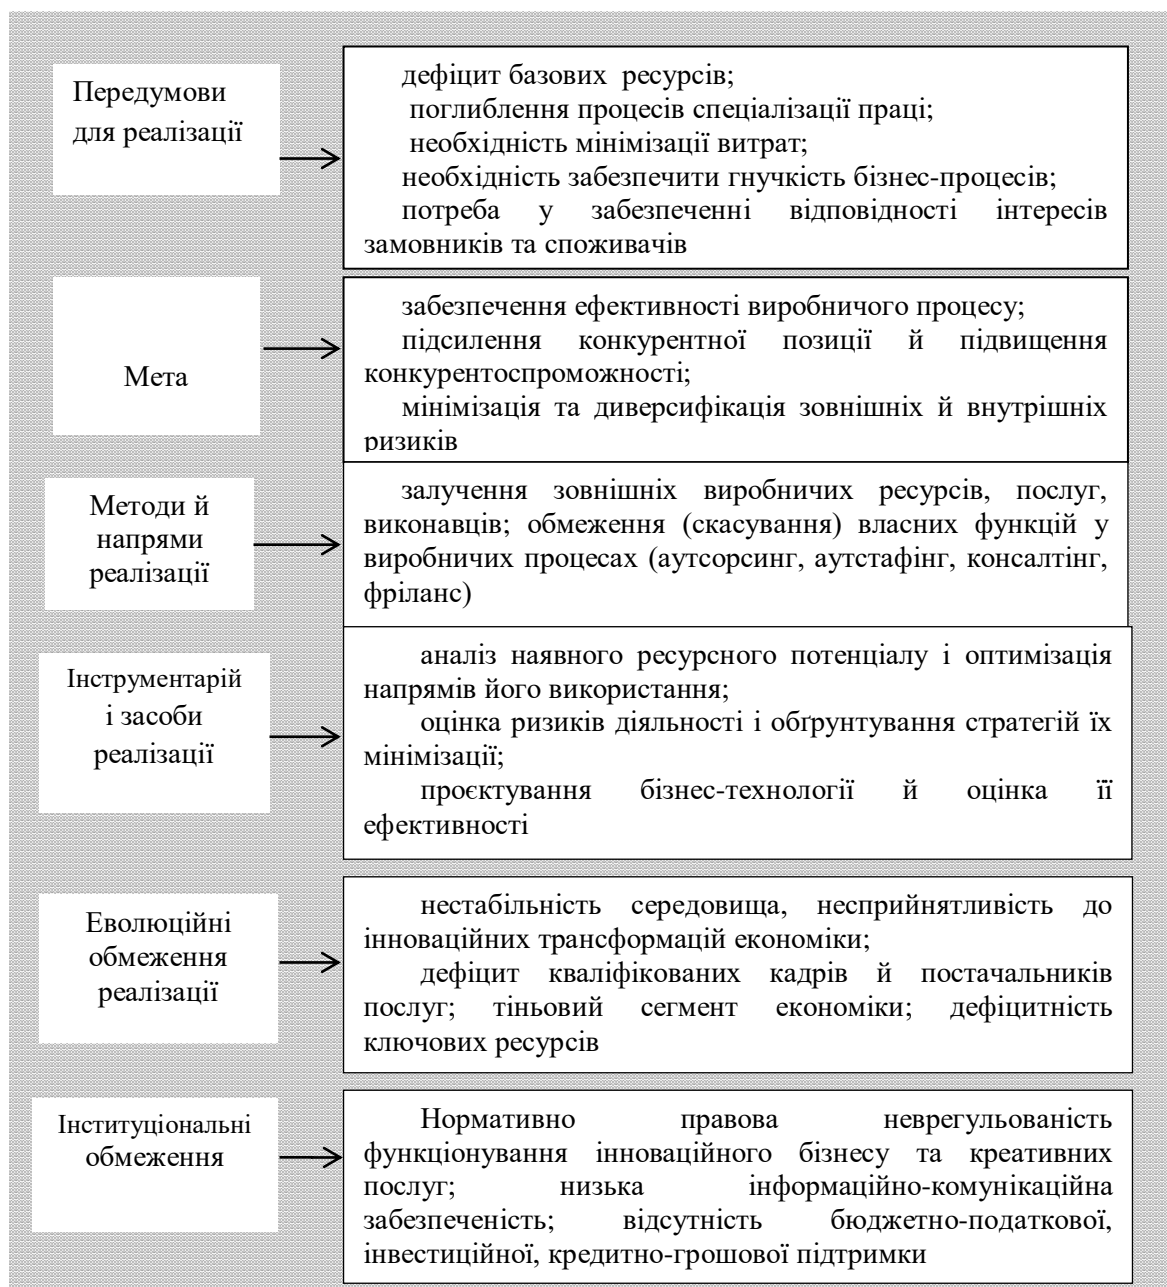 Передумови
для реалізації
дефіцит базових ресурсів;
поглиблення процесів спеціалізації праці;
необхідність мінімізації витрат;
необхідність забезпечити гнучкість бізнес-процесів;
потреба у забезпеченні відповідності інтересів
замовників та споживачів
Мета
забезпечення ефективності виробничого процесу;
підсилення конкурентної позиції й підвищення
конкурентоспроможності;
мінімізація та диверсифікація зовнішніх й внутрішніх
ризиків
Методи й
напрями
реалізації
залучення зовнішніх виробничих ресурсів, послуг,
виконавців; обмеження (скасування) власних функцій у
виробничих процесах (аутсорсинг, аутстафінг, консалтінг,
фріланс)
Інструментарій
і засоби
реалізації
аналіз наявного ресурсного потенціалу і оптимізація
напрямів його використання;
оцінка ризиків діяльності і обґрунтування стратегій їх
мінімізації;
проєктування бізнес-технології й оцінка її
ефективності
Еволюційні
обмеження
реалізації
нестабільність середовища, несприйнятливість до
інноваційних трансформацій економіки;
дефіцит кваліфікованих кадрів й постачальників
послуг; тіньовий сегмент економіки; дефіцитність
ключових ресурсів
Інституціональні
обмеження
Нормативно правова неврегульованість
функціонування інноваційного бізнесу та креативних
послуг; низька інформаційно-комунікаційна
забезпеченість; відсутність бюджетно-податкової,
інвестиційної, кредитно-грошової підтримки